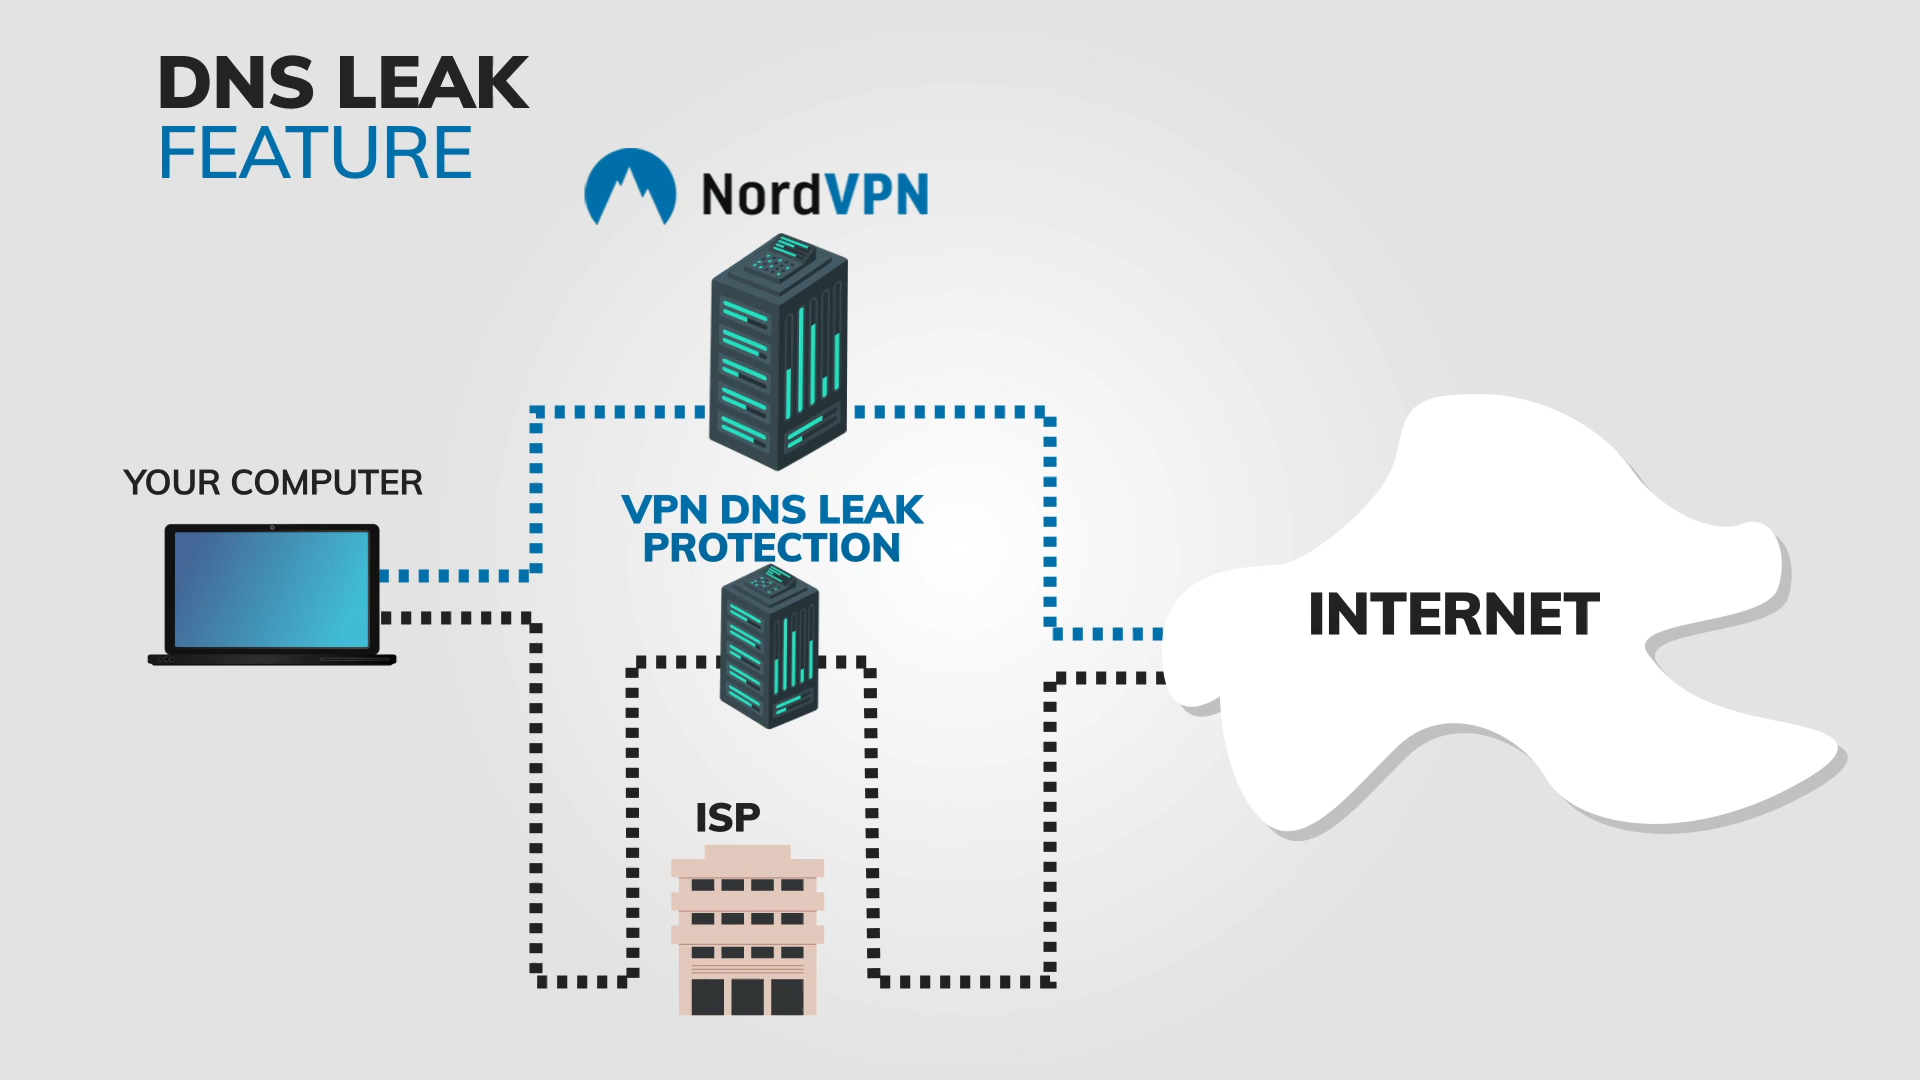 DNS LEAK
FEATURE
NordVPN
YOUR COMPUTER
VPN DNS LEAK
PROTECTION
INTERNET
ISP